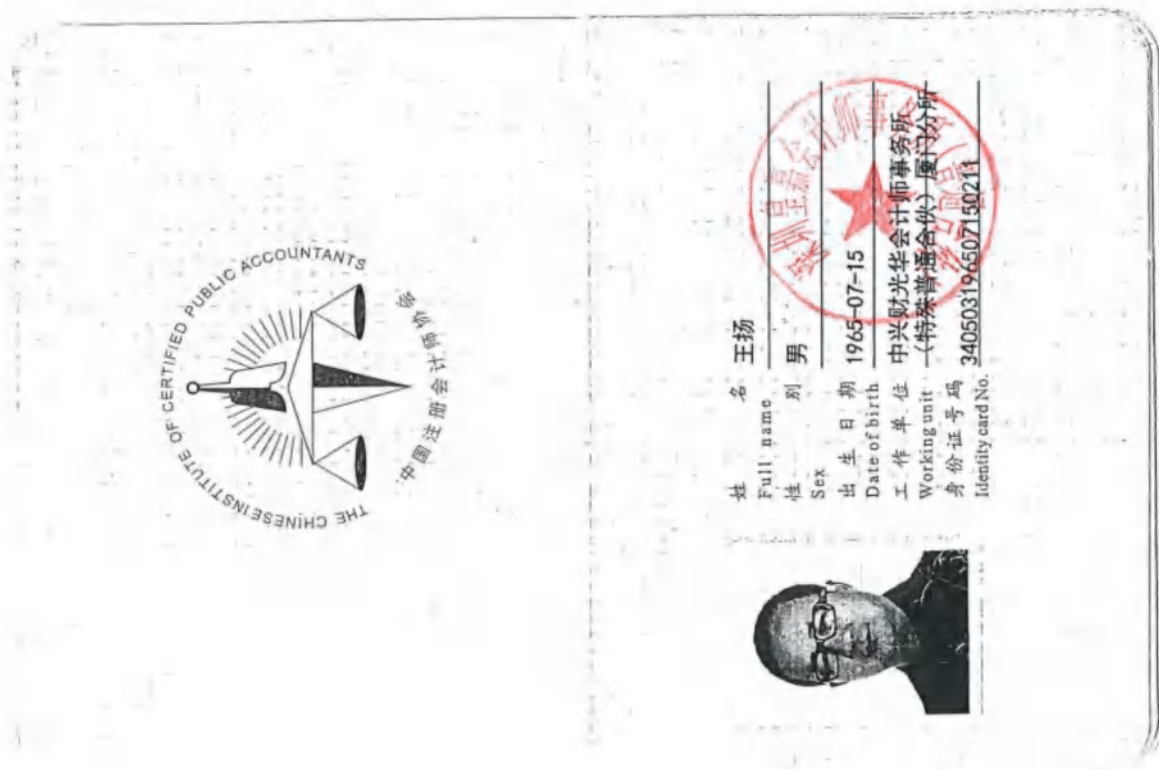 THE CHINESE INSTITUTE OF CERTIFIED PUBLIC ACCOUNTANTS
中国注册会计师协会
姓 名 王扬
Full name
性 别 男
Sex
出生日期 1965-07-15
Date of birth
工作单位 中兴财光华会计师事务所
Working unit (特殊普通合伙)厦门分所
身份证号码 340503196507150211
Identity card No.